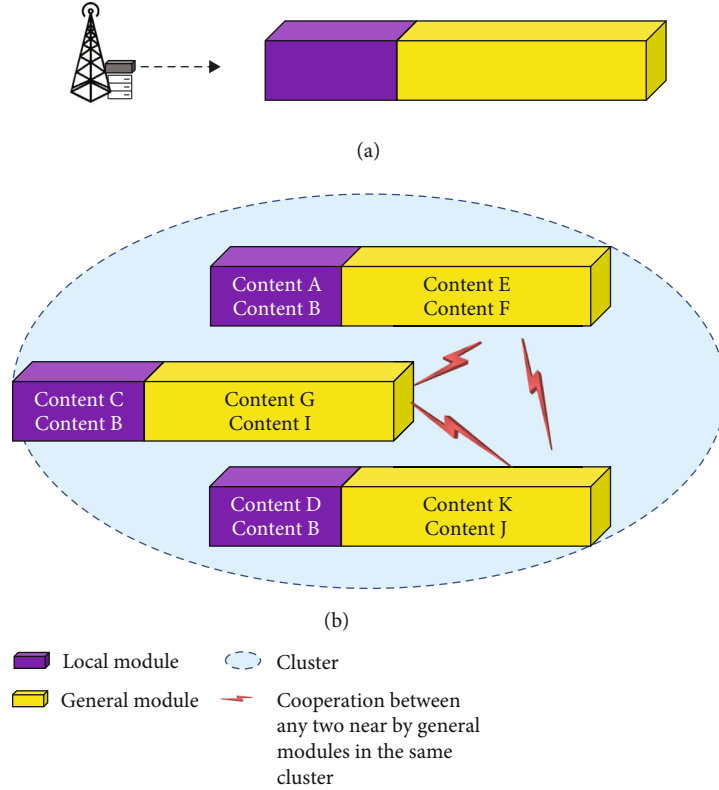 (a)
Content A
Content B
Content E
Content F
Content C
Content B
Content G
Content I
Content D
Content B
Content K
Content J
(b)
Local module
Cluster
General module
Cooperation between
any two near by general
modules in the same
cluster